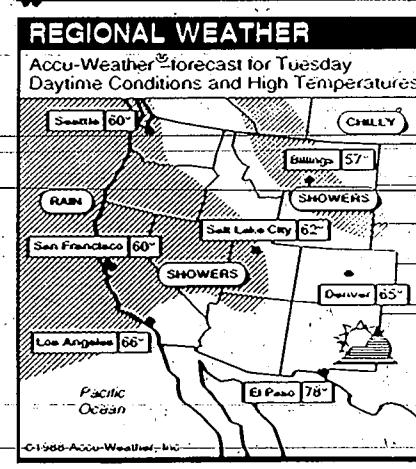 REGIONAL WEATHER
Accu-Weather® forecast for Tuesday
Daytime Conditions and High Temperatures
Seattle 60°
CHILLY
Billings 57°
RAIN
SHOWERS
Salt Lake City 62°
San Francisco 60°
SHOWERS
Denver 65°
Los Angeles 66°
Pacific
Ocean
El Paso 78°
©1988 Accu-Weather, Inc.